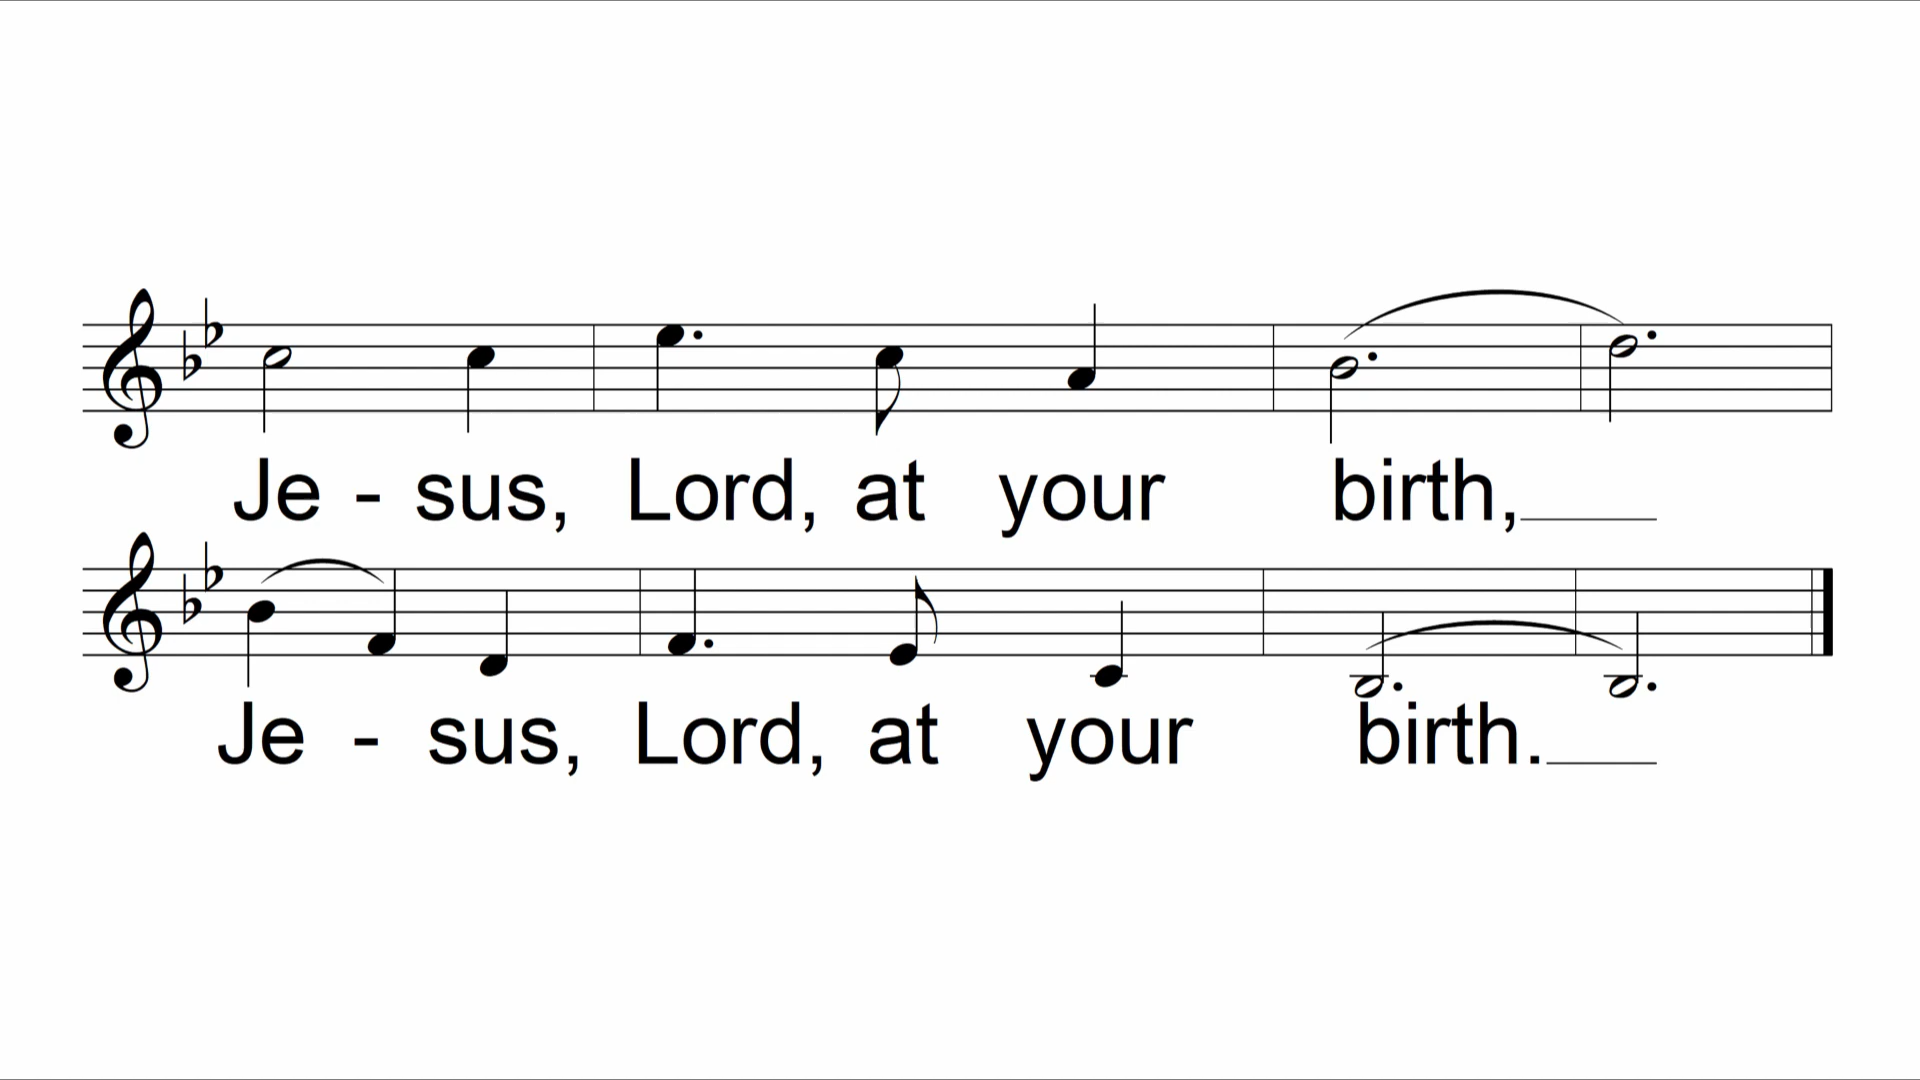 Je - sus, Lord, at your birth,
Je - sus, Lord, at your birth.